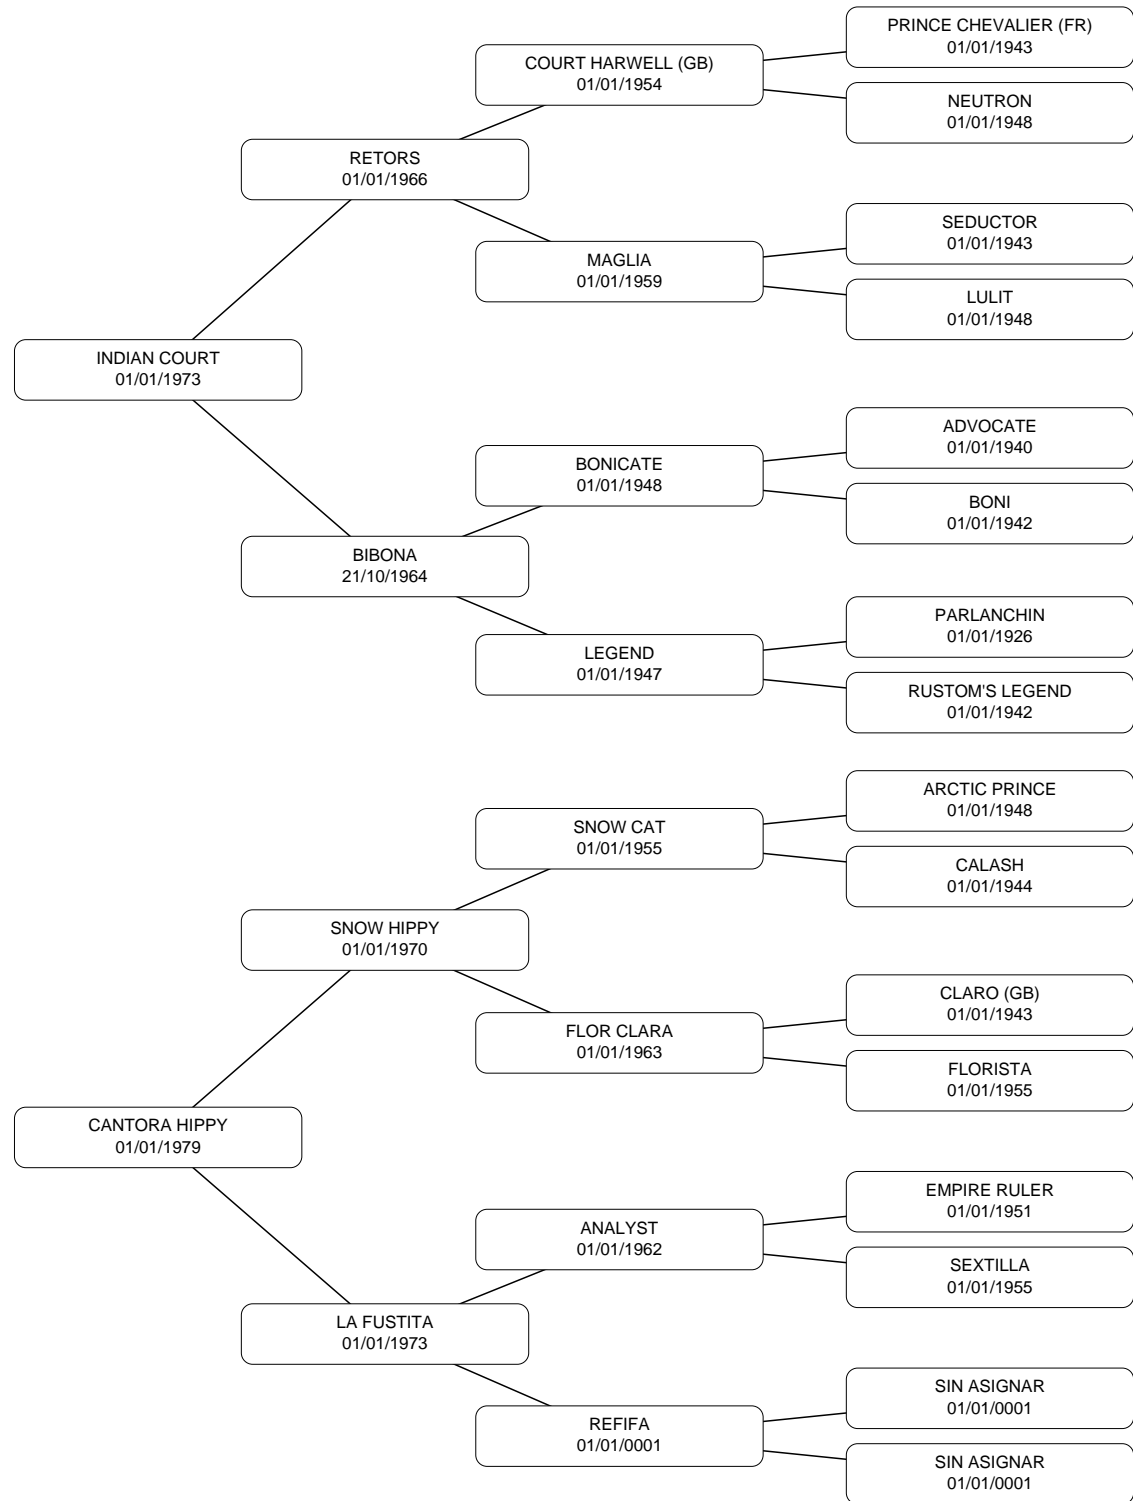 PRINCE CHEVALIER (FR)
01/01/1943
COURT HARWELL (GB)
01/01/1954
NEUTRON
01/01/1948
RETORS
01/01/1966
SEDUCTOR
01/01/1943
MAGLIA
01/01/1959
LULIT
01/01/1948
INDIAN COURT
01/01/1973
ADVOCATE
01/01/1940
BONICATE
01/01/1948
BONI
01/01/1942
BIBONA
21/10/1964
PARLANCHIN
01/01/1926
LEGEND
01/01/1947
RUSTOM'S LEGEND
01/01/1942
ARCTIC PRINCE
01/01/1948
SNOW CAT
01/01/1955
CALASH
01/01/1944
SNOW HIPPY
01/01/1970
CLARO (GB)
01/01/1943
FLOR CLARA
01/01/1963
FLORISTA
01/01/1955
CANTORA HIPPY
01/01/1979
EMPIRE RULER
01/01/1951
ANALYST
01/01/1962
SEXTILLA
01/01/1955
LA FUSTITA
01/01/1973
SIN ASIGNAR
01/01/0001
REFIFA
01/01/0001
SIN ASIGNAR
01/01/0001